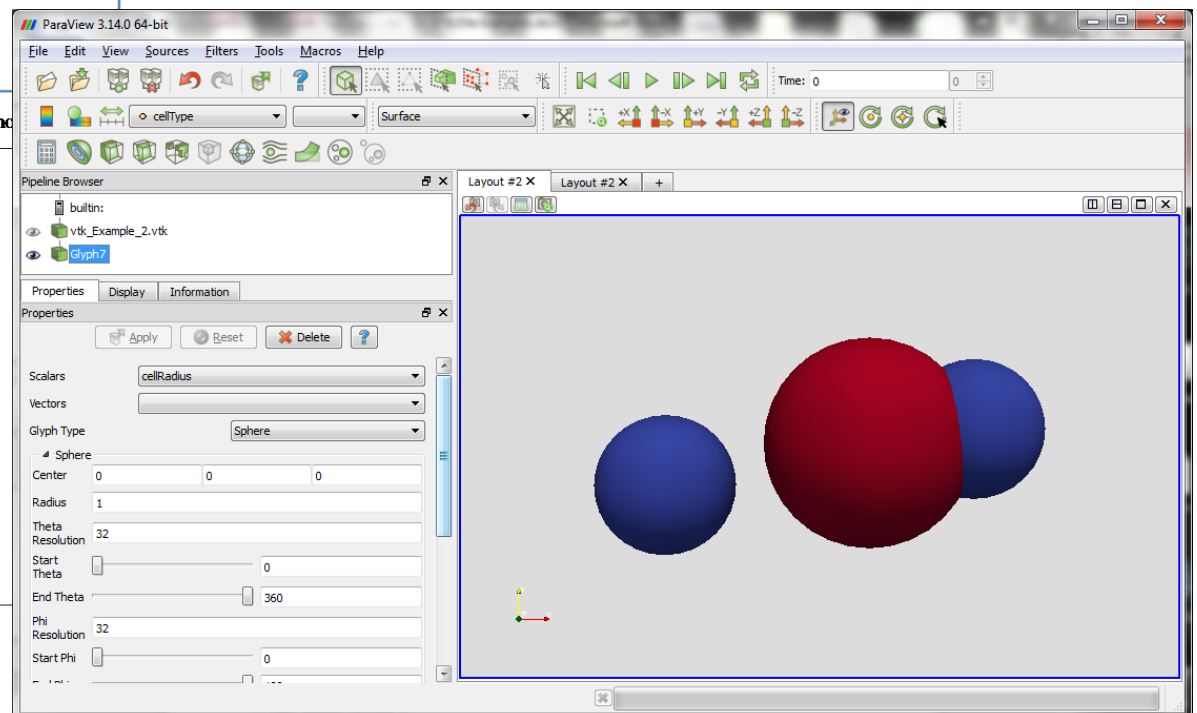 ParaView 3.14.0 64-bit
File Edit View Sources Filters Tools Macros Help
Time: 0 0
cellType Surface +X -X +Y -Y +Z -Z
Pipeline Browser
Layout #2 Layout #2 +
builtin:
vtk_Example_2.vtk
Glyph7
Properties Display Information
Properties
Apply Reset Delete ?
Scalars cellRadius
Vectors
Glyph Type Sphere
Sphere
Center 0 0 0
Radius 1
Theta Resolution 32
Start Theta 0
End Theta 360
Phi Resolution 32
Start Phi 0